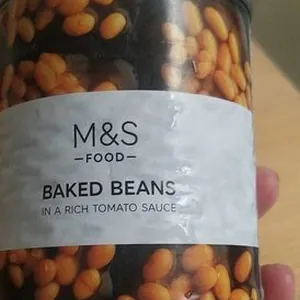 M&S
—FOOD—
BAKED BEANS
IN A RICH TOMATO SAUCE